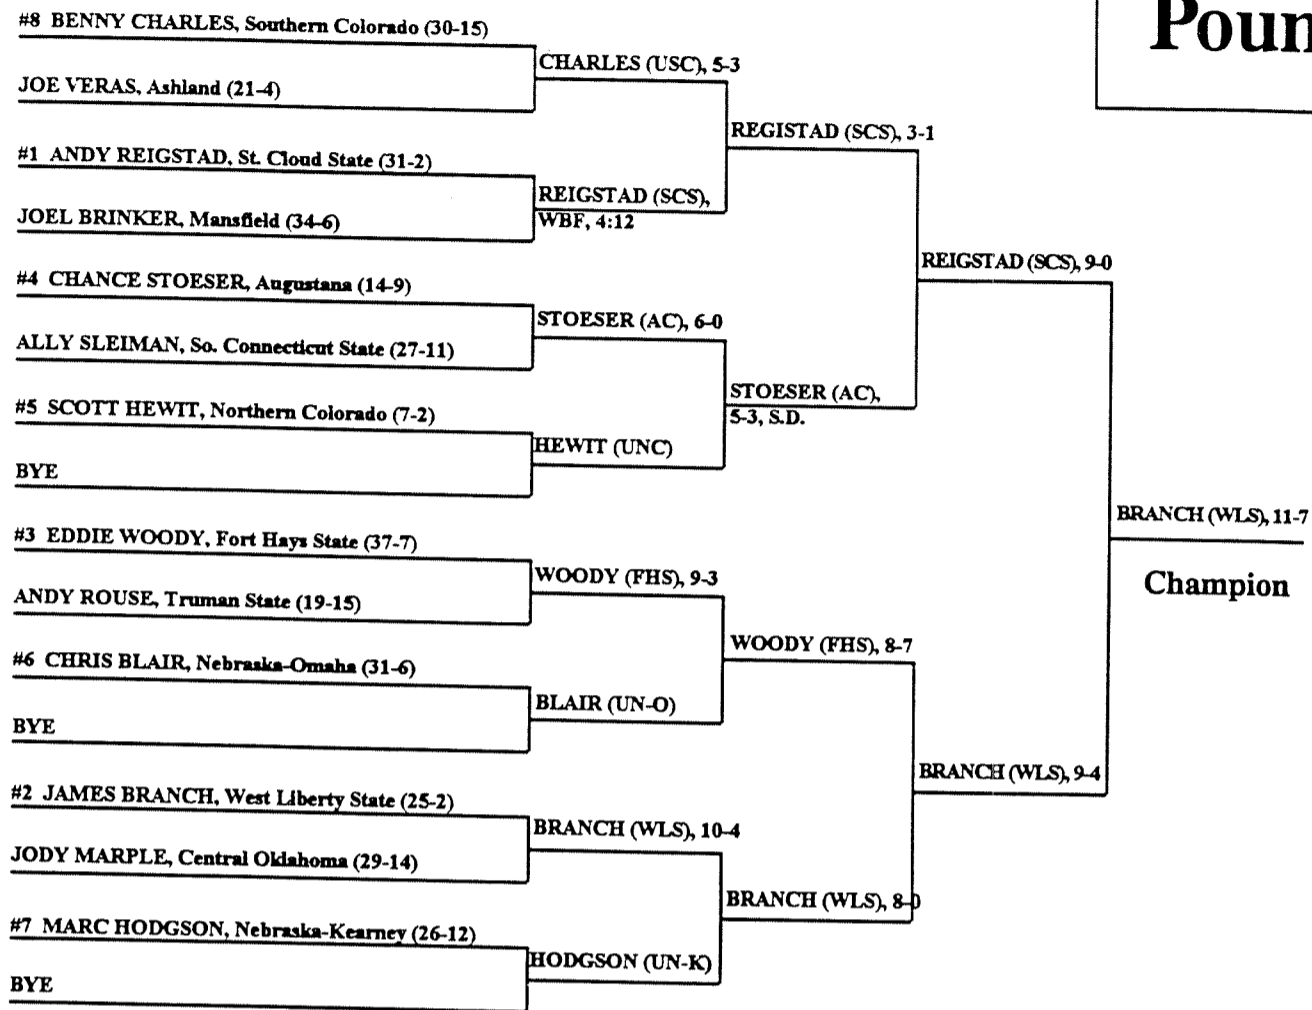 Poun
#8 BENNY CHARLES, Southern Colorado (30-15)
CHARLES (USC), 5-3
JOE VERAS, Ashland (21-4)
REGISTAD (SCS), 3-1
#1 ANDY REIGSTAD, St. Cloud State (31-2)
REIGSTAD (SCS),
WBF, 4:12
JOEL BRINKER, Mansfield (34-6)
REIGSTAD (SCS), 9-0
#4 CHANCE STOESER, Augustana (14-9)
STOESER (AC), 6-0
ALLY SLEIMAN, So. Connecticut State (27-11)
STOESER (AC),
5-3, S.D.
#5 SCOTT HEWIT, Northern Colorado (7-2)
HEWIT (UNC)
BYE
BRANCH (WLS), 11-7
Champion
#3 EDDIE WOODY, Fort Hays State (37-7)
WOODY (FHS), 9-3
ANDY ROUSE, Truman State (19-15)
WOODY (FHS), 8-7
#6 CHRIS BLAIR, Nebraska-Omaha (31-6)
BLAIR (UN-O)
BYE
BRANCH (WLS), 9-4
#2 JAMES BRANCH, West Liberty State (25-2)
BRANCH (WLS), 10-4
JODY MARPLE, Central Oklahoma (29-14)
BRANCH (WLS), 8-0
#7 MARC HODGSON, Nebraska-Kearney (26-12)
HODGSON (UN-K)
BYE